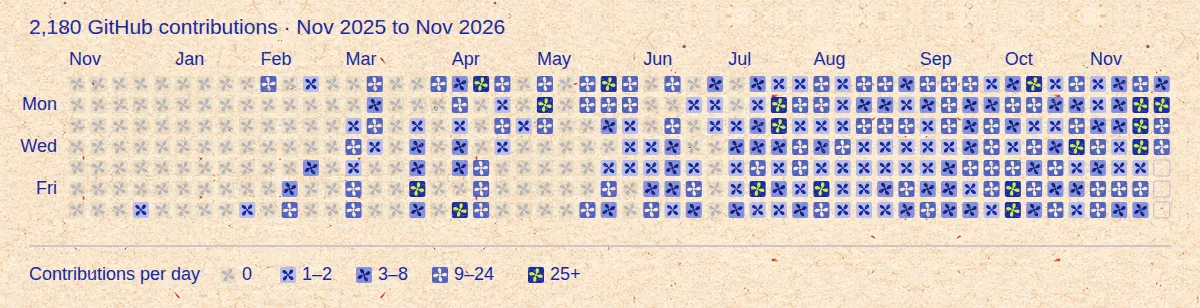 2,180 GitHub contributions · Nov 2025 to Nov 2026
Nov Jan Feb Mar Apr May Jun Jul Aug Sep Oct Nov
Mon
Wed
Fri
Contributions per day 0 1–2 3–8 9–24 25+